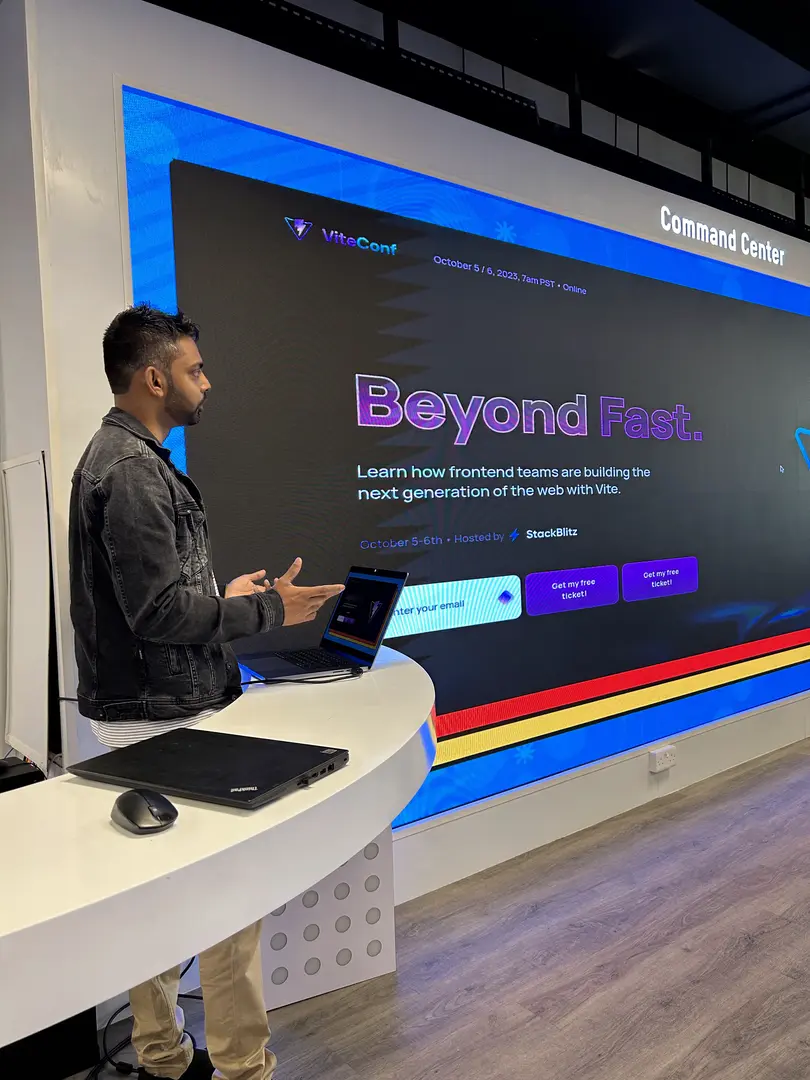 Command Center
ViteConf
October 5 / 6, 2023, 7am PST • Online
Beyond Fast.
Learn how frontend teams are building the
next generation of the web with Vite.
October 5-6th • Hosted by StackBlitz
nter your email
Get my free
ticket!
Get my free
ticket!
ThinkPad